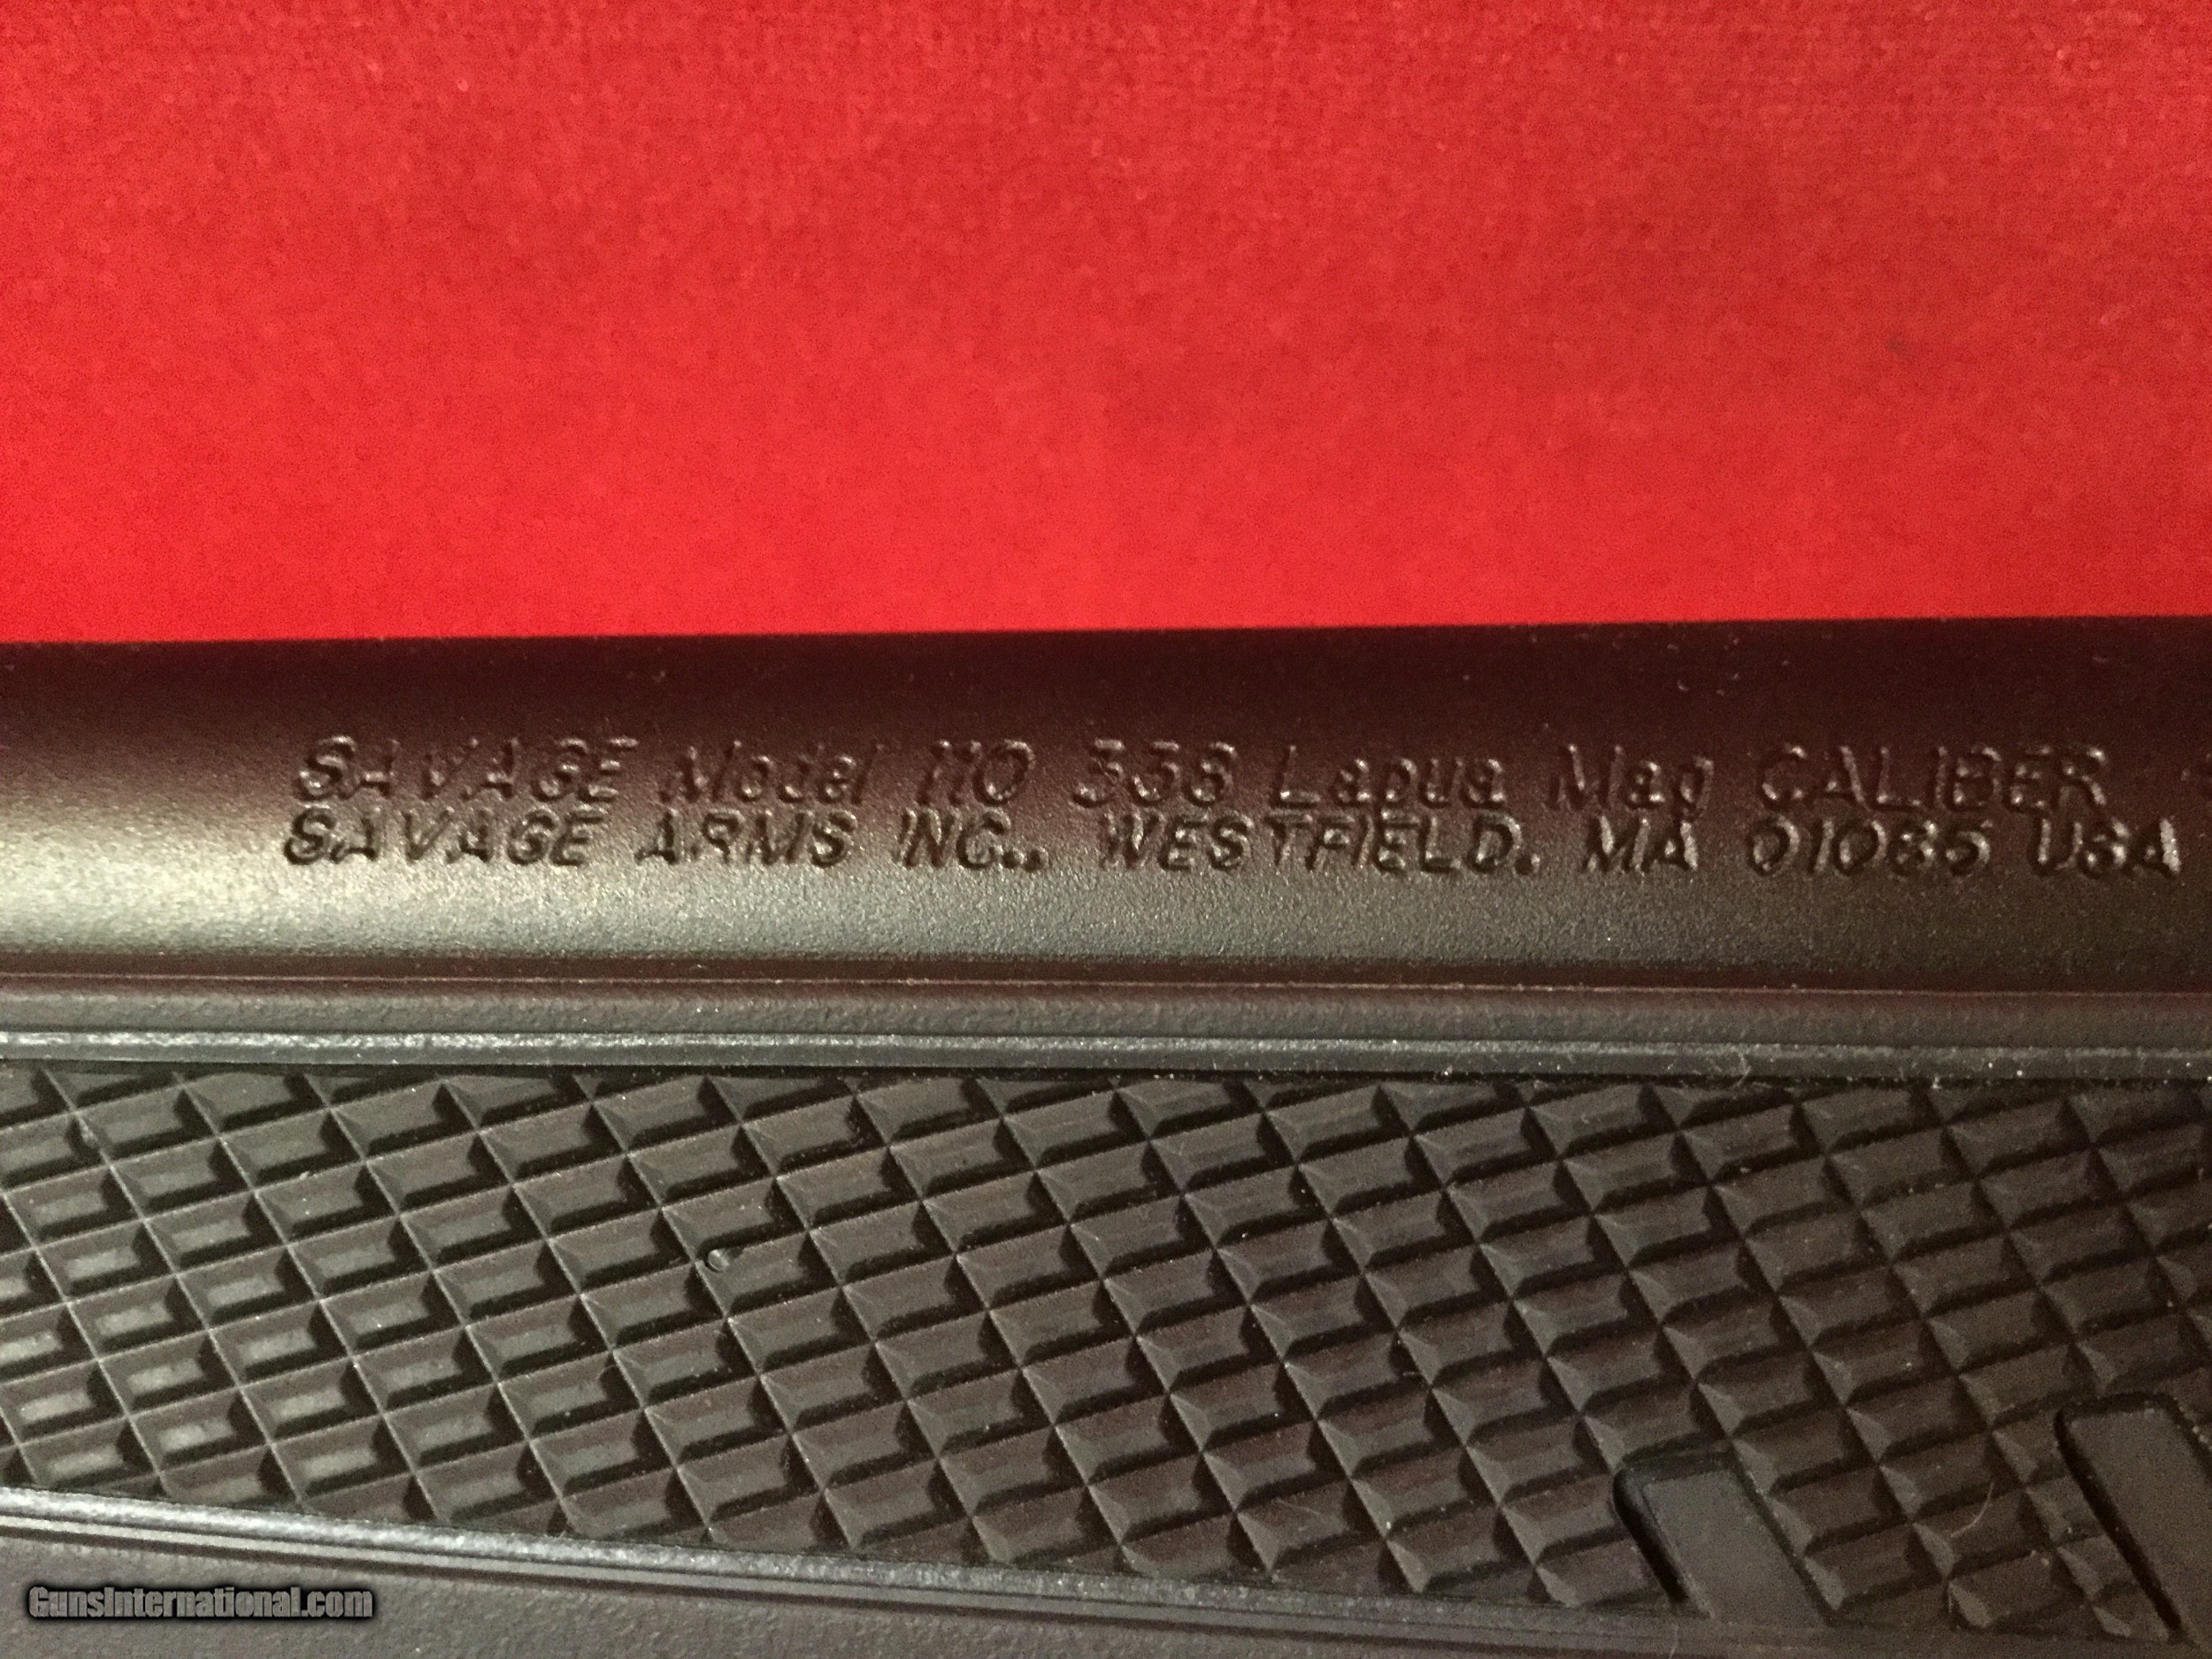 SAVAGE Model 110 338 Lapua Mag CALIBER
SAVAGE ARMS INC., WESTFIELD, MA 01085 USA
GunsInternational.com